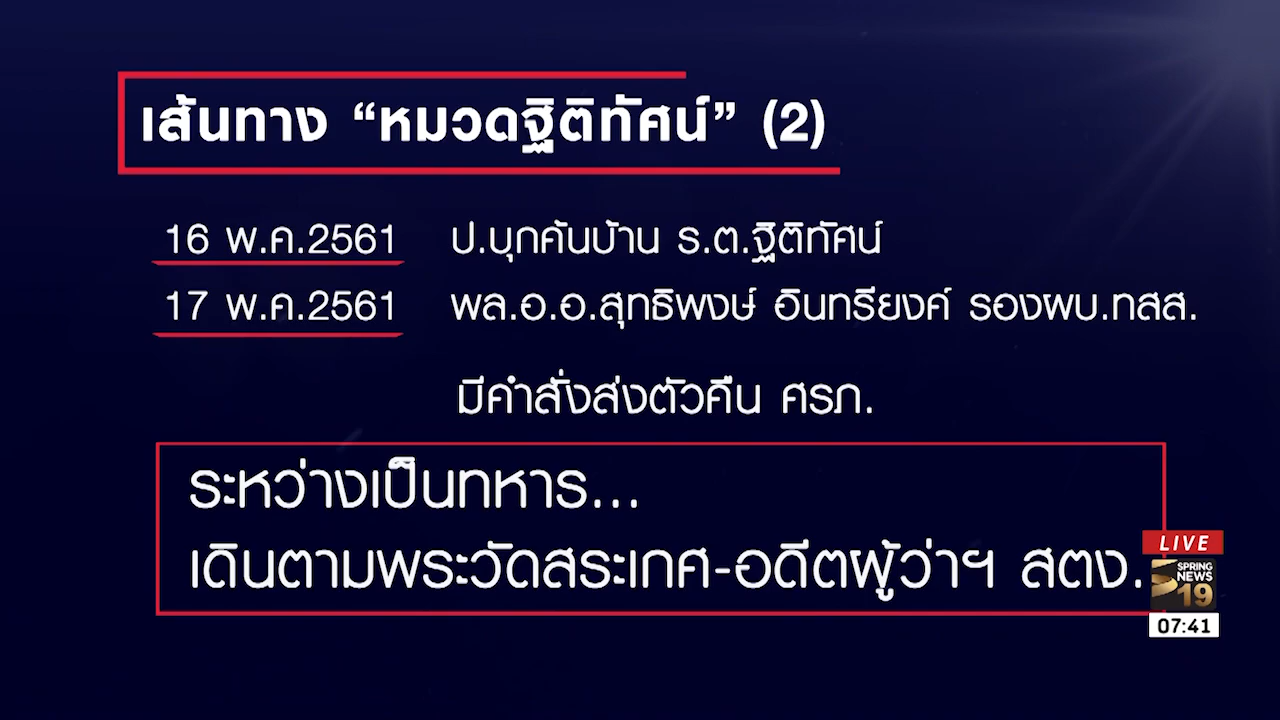 เส้นทาง “หมวดฐิติทัศน์” (2)
16 พ.ค.2561 ป.บุกค้นบ้าน ร.ต.ฐิติทัศน์
17 พ.ค.2561 พล.อ.อ.สุทธิพงษ์ อินทรียงค์ รองผบ.ทสส.
มีคำสั่งส่งตัวคืน ศรภ.
ระหว่างเป็นทหาร...
เดินตามพระวัดสระเกศ-อดีตผู้ว่าฯ สตง.
LIVE
SPRING
NEWS
19
07:41